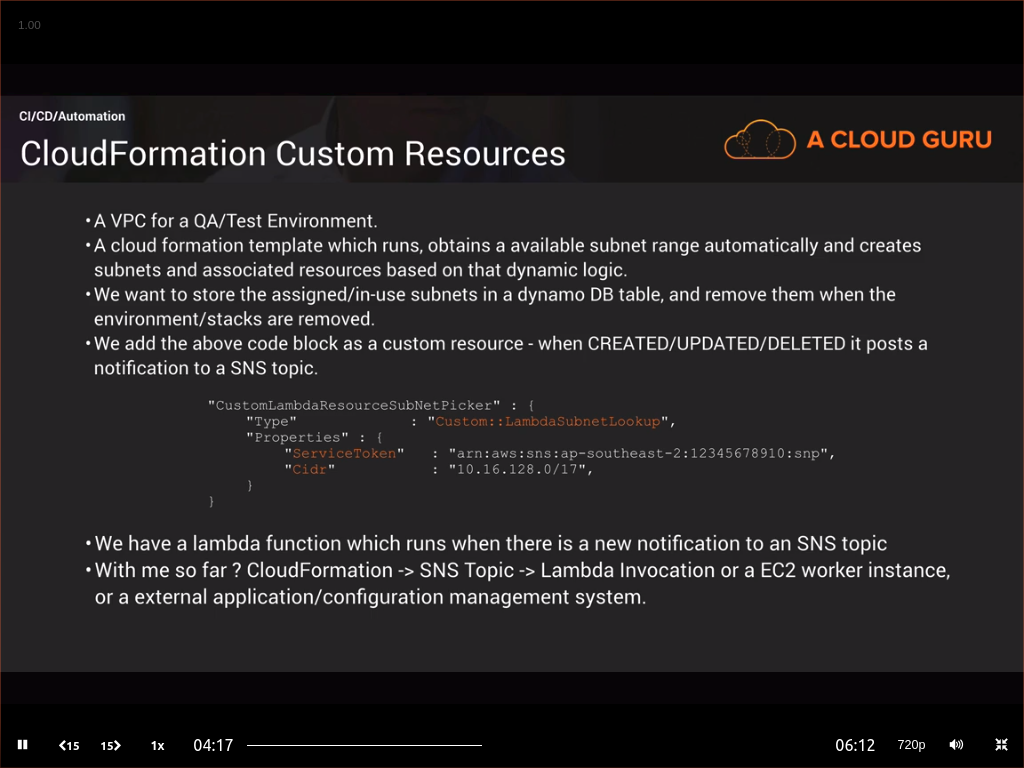 1.00
CI/CD/Automation
CloudFormation Custom Resources
A CLOUD GURU
• A VPC for a QA/Test Environment.
• A cloud formation template which runs, obtains a available subnet range automatically and creates
subnets and associated resources based on that dynamic logic.
• We want to store the assigned/in-use subnets in a dynamo DB table, and remove them when the
environment/stacks are removed.
• We add the above code block as a custom resource - when CREATED/UPDATED/DELETED it posts a
notification to a SNS topic.
"CustomLambdaResourceSubNetPicker" : {
"Type" : "Custom::LambdaSubnetLookup",
"Properties" : {
"ServiceToken" : "arn:aws:sns:ap-southeast-2:12345678910:snp",
"Cidr" : "10.16.128.0/17",
}
}
• We have a lambda function which runs when there is a new notification to an SNS topic
• With me so far ? CloudFormation -> SNS Topic -> Lambda Invocation or a EC2 worker instance,
or a external application/configuration management system.
15 15 1x 04:17 06:12 720p